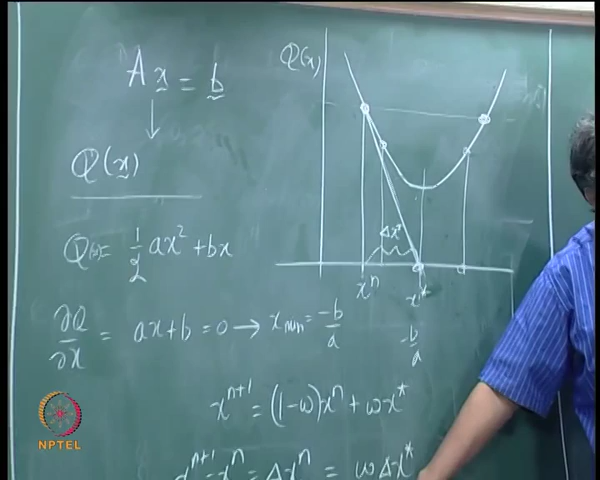 A x = b
Q(x)
Q(x)
Q(x) = 1/2 ax² + bx
∂Q/∂x = ax + b = 0 → x_min = -b/a
Δx*
xⁿ
x*
-b/a
xⁿ⁺¹ = (1-ω)xⁿ + ωx*
xⁿ⁺¹ - xⁿ = Δxⁿ = ωΔx*
NPTEL